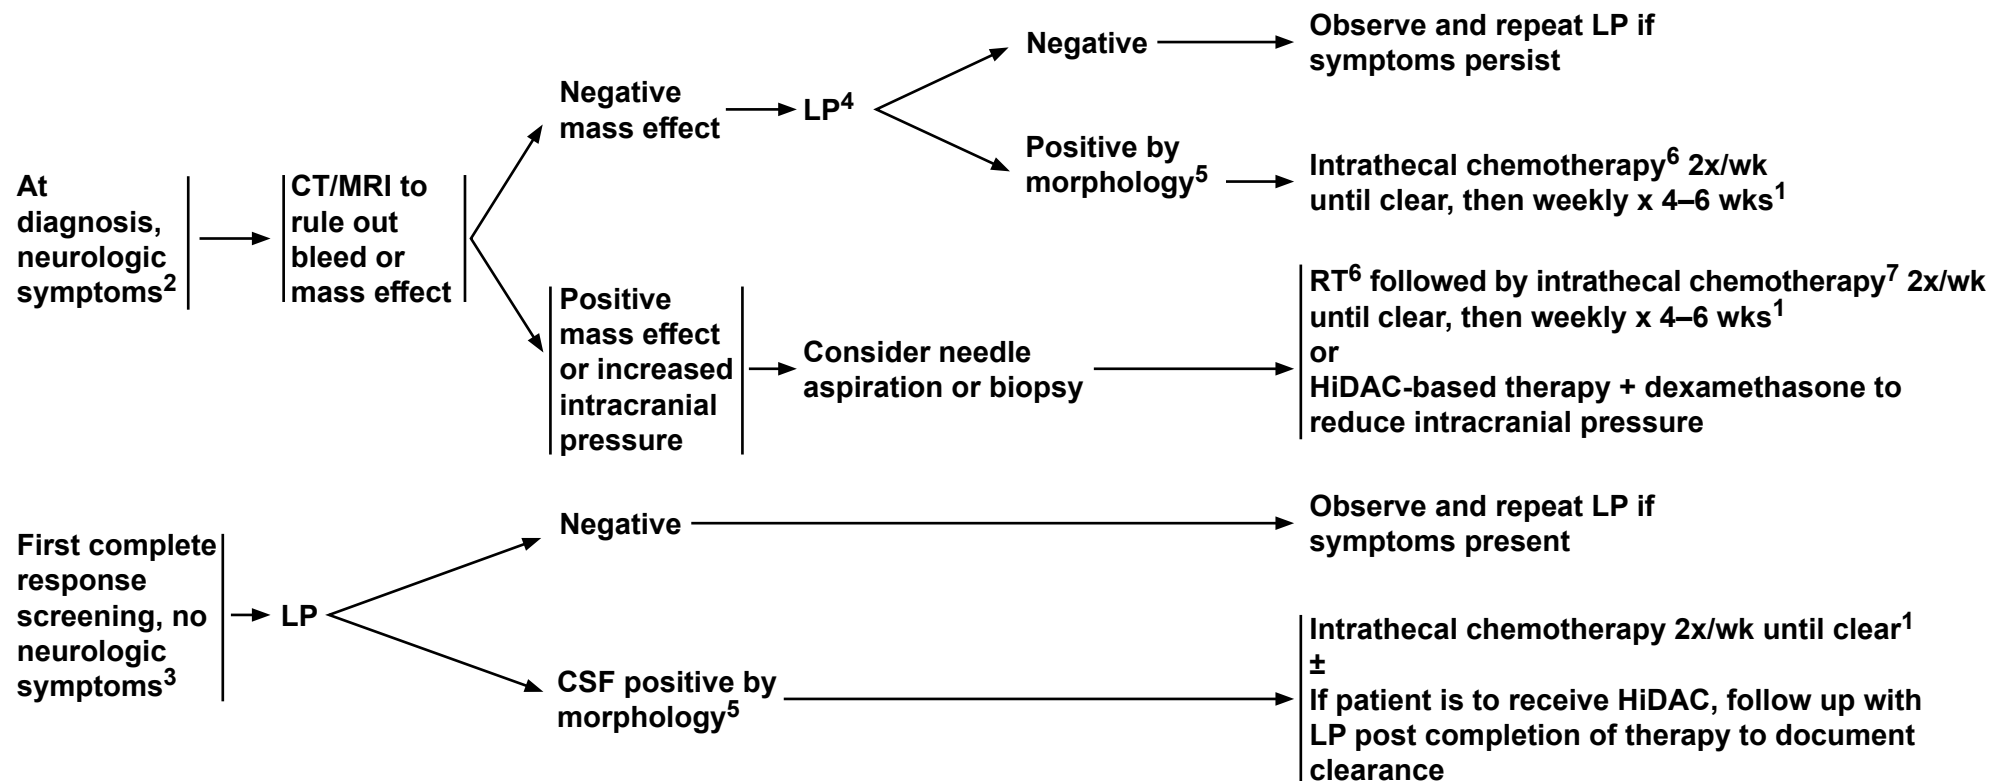 At
diagnosis,
neurologic
symptoms2
CT/MRI to
rule out
bleed or
mass effect
Negative
mass effect
LP4
Negative
Observe and repeat LP if
symptoms persist
Positive by
morphology5
Intrathecal chemotherapy6 2x/wk
until clear, then weekly x 4–6 wks1
Positive
mass effect
or increased
intracranial
pressure
Consider needle
aspiration or biopsy
RT6 followed by intrathecal chemotherapy7 2x/wk
until clear, then weekly x 4–6 wks1
or
HiDAC-based therapy + dexamethasone to
reduce intracranial pressure
First complete
response
screening, no
neurologic
symptoms3
LP
Negative
Observe and repeat LP if
symptoms present
CSF positive by
morphology5
Intrathecal chemotherapy 2x/wk until clear1
±
If patient is to receive HiDAC, follow up with
LP post completion of therapy to document
clearance